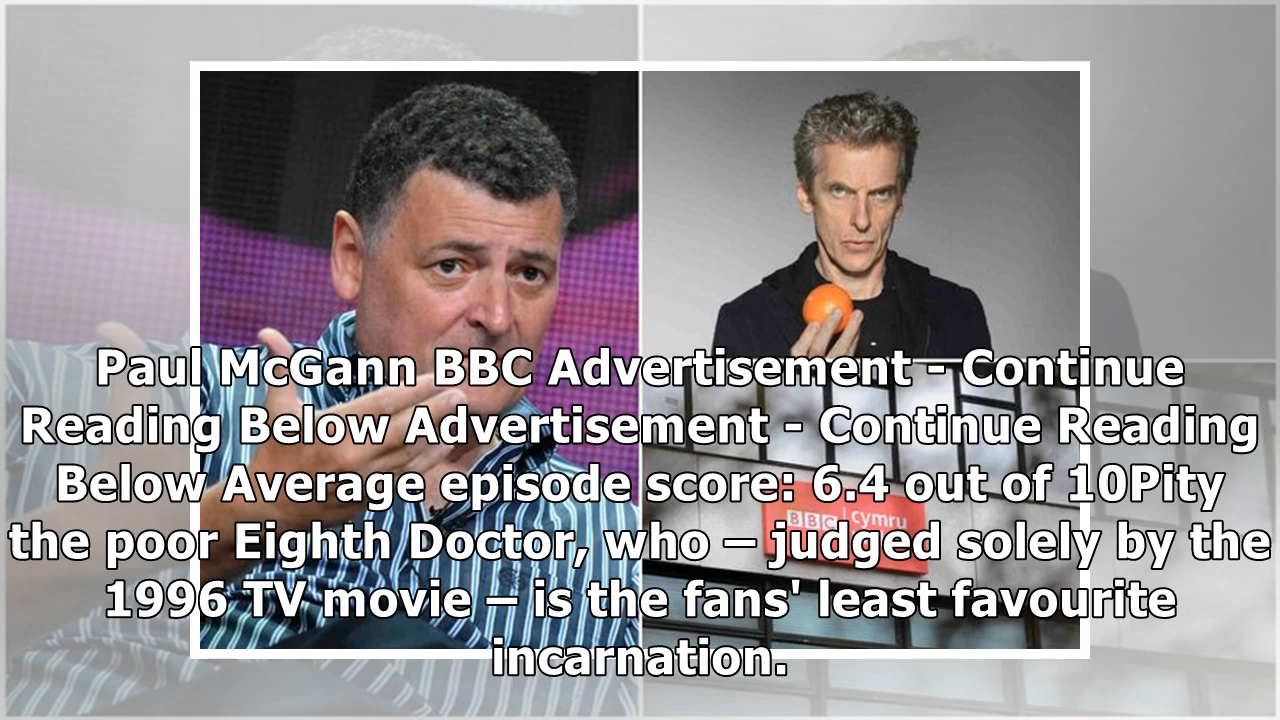 Paul McGann BBC Advertisement - Continue
Reading Below Advertisement - Continue Reading
Below Average episode score: 6.4 out of 10Pity
the poor Eighth Doctor, who – judged solely by the
1996 TV movie – is the fans' least favourite
incarnation.
BBC cymru